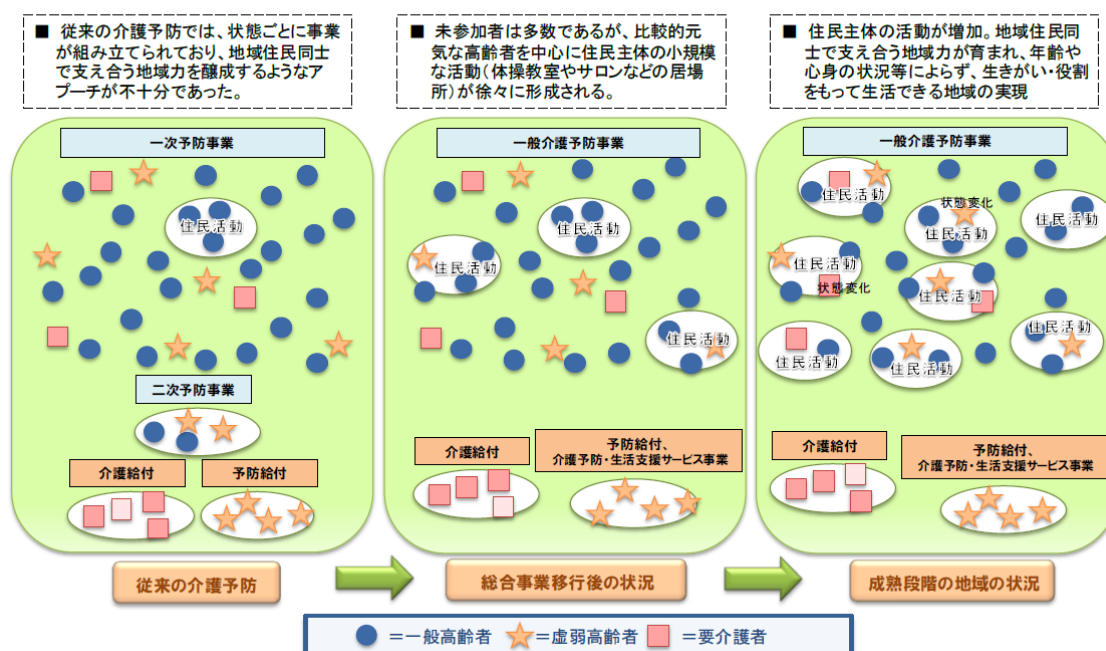 ■ 従来の介護予防では、状態ごとに事業
が組み立てられており、地域住民同士
で支え合う地域力を醸成するようなア
プーチが不十分であった。
■ 未参加者は多数であるが、比較的元
気な高齢者を中心に住民主体の小規模
な活動(体操教室やサロンなどの居場
所)が徐々に形成される。
■ 住民主体の活動が増加。地域住民同
士で支え合う地域力が育まれ、年齢や
心身の状況等によらず、生きがい・役割
をもって生活できる地域の実現
一次予防事業
住民活動
二次予防事業
介護給付
予防給付
従来の介護予防
一般介護予防事業
住民活動
住民活動
住民活動
介護給付
予防給付、
介護予防・生活支援サービス事業
総合事業移行後の状況
一般介護予防事業
住民活動
状態変化
住民活動
住民活動
住民活動
状態変化
住民活動
住民活動
住民活動
住民活動
介護給付
予防給付、
介護予防・生活支援サービス事業
成熟段階の地域の状況
=一般高齢者 =虚弱高齢者 =要介護者